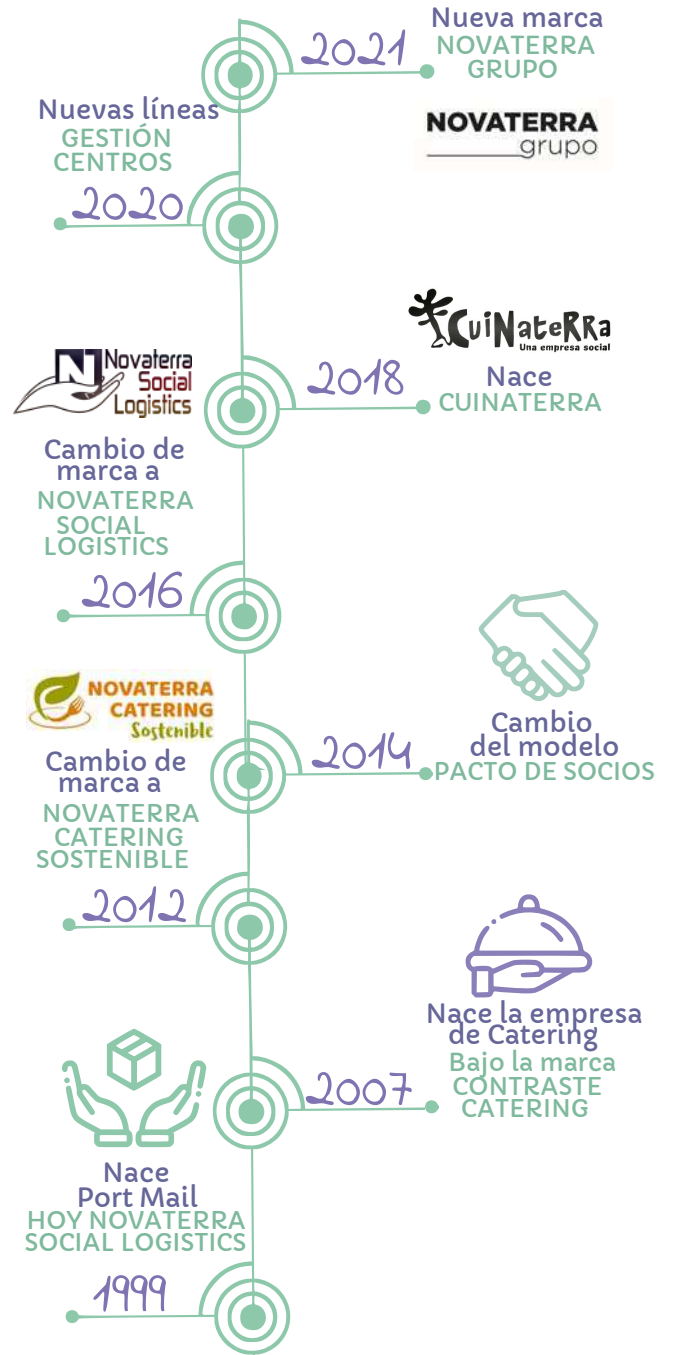 Nueva marca
NOVATERRA
GRUPO
2021
NOVATERRA
grupo
Nuevas líneas
GESTIÓN
CENTROS
2020
CuiNateRRa
Una empresa social
2018
Nace
CUINATERRA
Novaterra
Social
Logistics
Cambio de
marca a
NOVATERRA
SOCIAL
LOGISTICS
2016
Cambio
del modelo
PACTO DE SOCIOS
2014
NOVATERRA
CATERING
Sostenible
Cambio de
marca a
NOVATERRA
CATERING
SOSTENIBLE
2012
Nace la empresa
de Catering
Bajo la marca
CONTRASTE
CATERING
2007
Nace
Port Mail
HOY NOVATERRA
SOCIAL LOGISTICS
1999